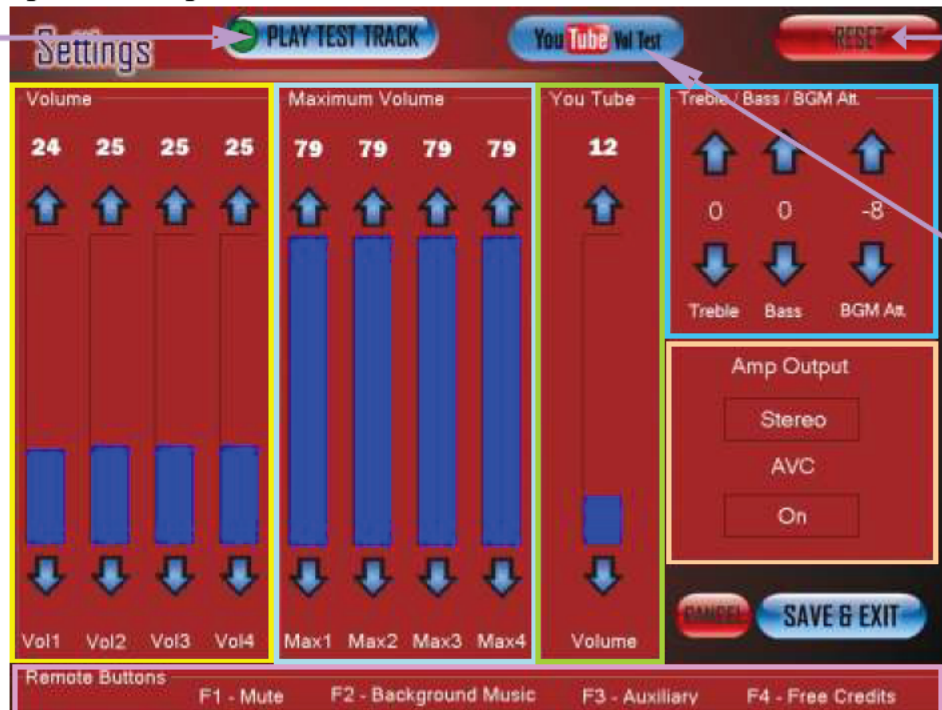 Settings
PLAY TEST TRACK
You Tube Vol Test
RESET
Volume
24 25 25 25
Vol1 Vol2 Vol3 Vol4
Maximum Volume
79 79 79 79
Max1 Max2 Max3 Max4
You Tube
12
Volume
Treble / Bass / BGM Att.
0 0 -8
Treble Bass BGM Att.
Amp Output
Stereo
AVC
On
CANCEL
SAVE & EXIT
Remote Buttons
F1 - Mute F2 - Background Music F3 - Auxiliary F4 - Free Credits